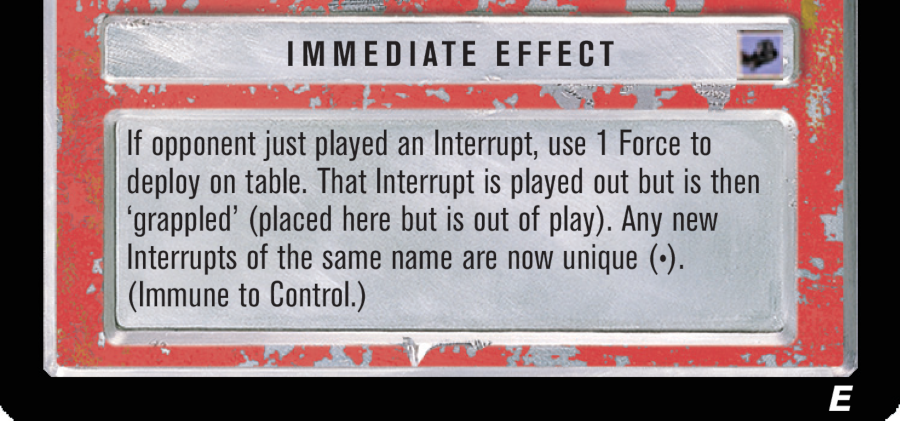 IMMEDIATE EFFECT
If opponent just played an Interrupt, use 1 Force to
deploy on table. That Interrupt is played out but is then
‘grappled’ (placed here but is out of play). Any new
Interrupts of the same name are now unique (•).
(Immune to Control.)
E